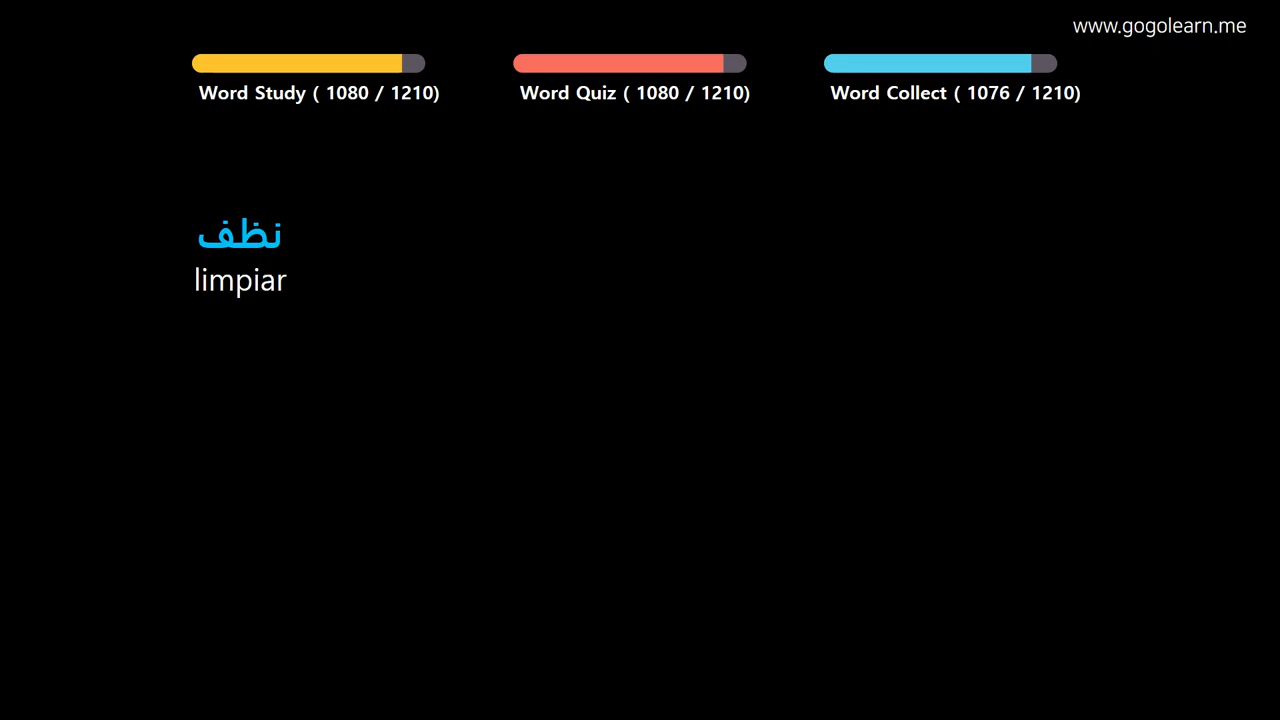 www.gogolearn.me
Word Study ( 1080 / 1210)
Word Quiz ( 1080 / 1210)
Word Collect ( 1076 / 1210)
نظف
limpiar